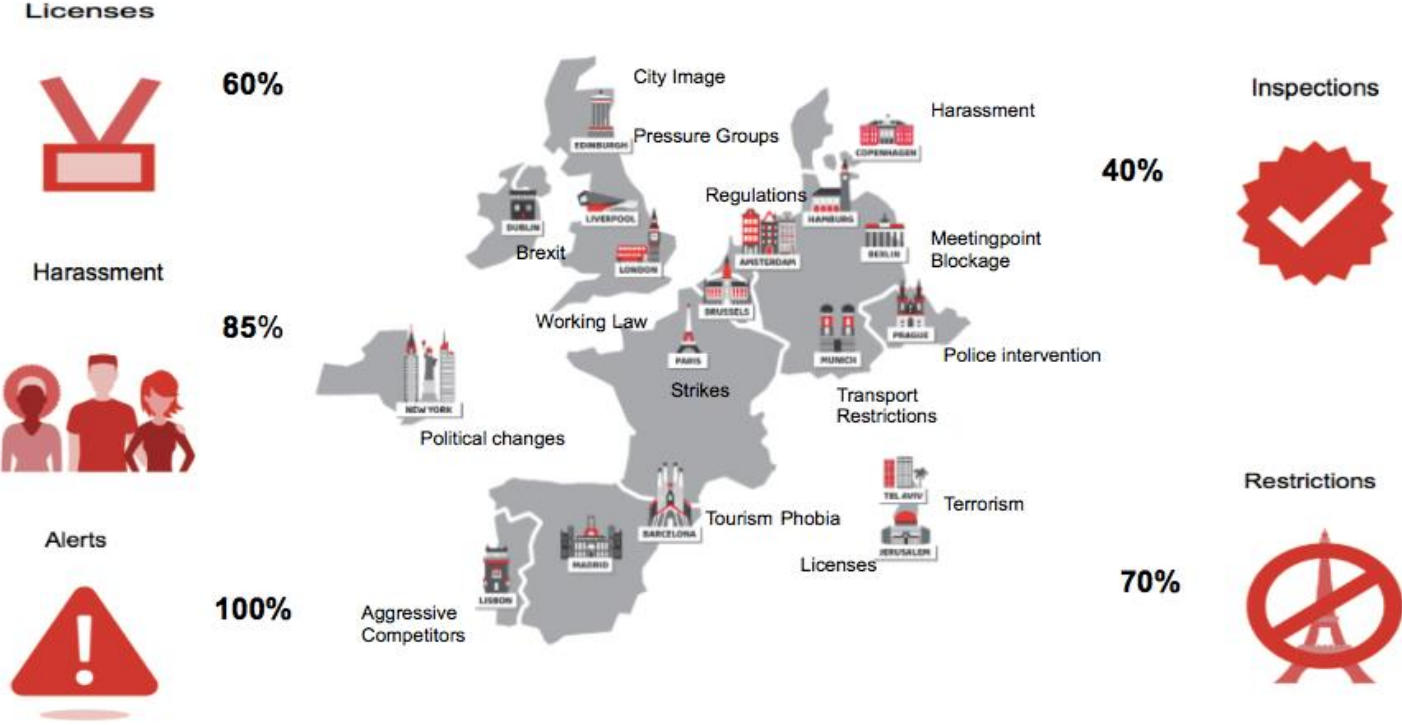 Licenses
60%
Harassment
85%
Alerts
100%
City Image
EDINBURGH
Pressure Groups
DUBLIN
LIVERPOOL
Brexit
LONDON
Working Law
NEW YORK
Political changes
Harassment
COPENHAGEN
Regulations
HAMBURG
AMSTERDAM
BERLIN
Meetingpoint
Blockage
BRUSSELS
PARIS
Strikes
MUNICH
PRAGUE
Police intervention
Transport
Restrictions
BARCELONA
Tourism Phobia
MADRID
LISBON
Aggressive
Competitors
TEL AVIV
Terrorism
JERUSALEM
Licenses
Inspections
40%
Restrictions
70%